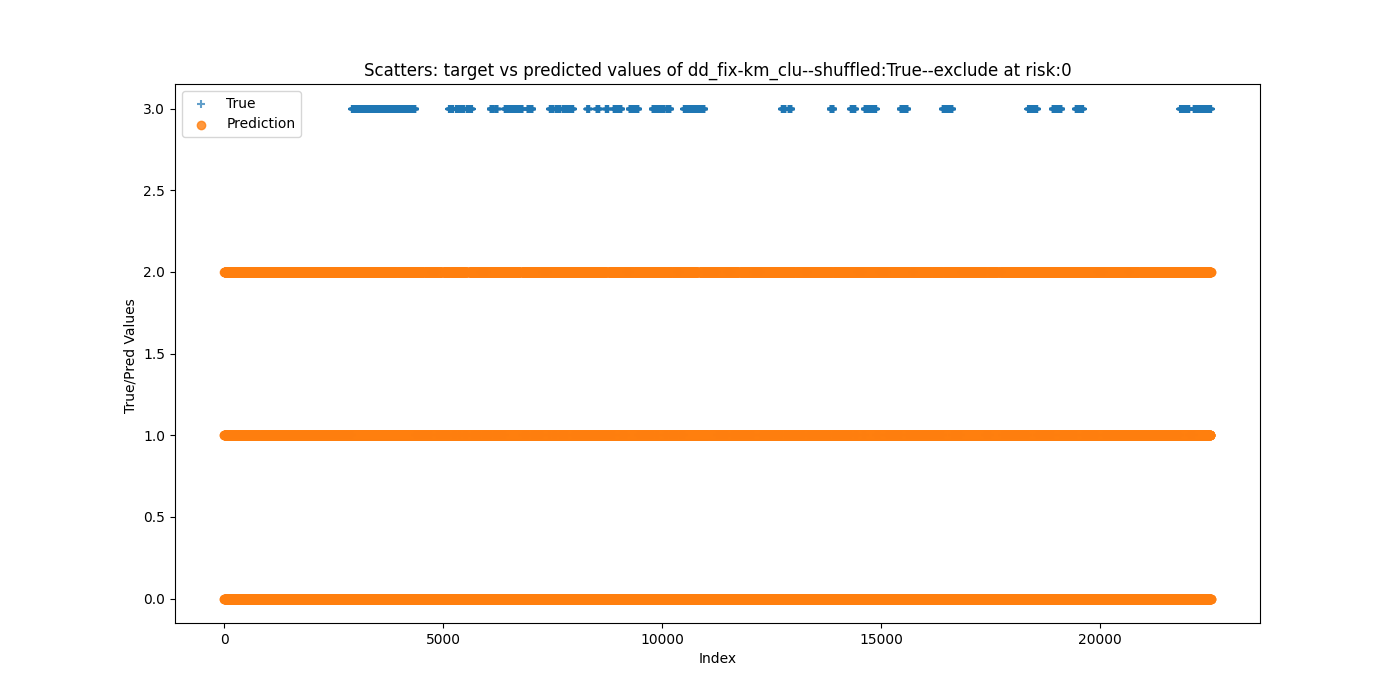 Scatters: target vs predicted values of dd_fix-km_clu--shuffled:True--exclude at risk:0
True
Prediction
3.0
2.5
2.0
1.5
1.0
0.5
0.0
True/Pred Values
0
5000
10000
15000
20000
Index